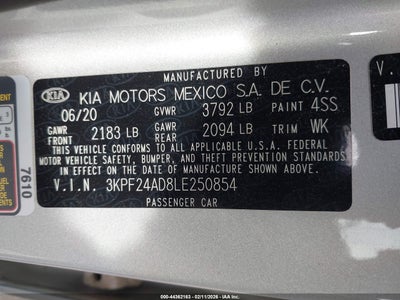 MANUFACTURED BY
KIA KIA MOTORS MEXICO S.A. DE C.V.
06/20 GVWR 3792 LB PAINT 4SS
GAWR FRONT 2183 LB GAWR REAR 2094 LB TRIM WK
THIS VEHICLE CONFORMS TO ALL APPLICABLE U.S.A. FEDERAL
MOTOR VEHICLE SAFETY, BUMPER, AND THEFT PREVENTION STANDARDS
IN EFFECT ON THE DATE OF MANUFACTURE SHOWN ABOVE.
V.I.N. 3KPF24AD8LE250854
PASSENGER CAR
7610
V.
000-44362163 - 02/11/2026 - IAA, Inc.